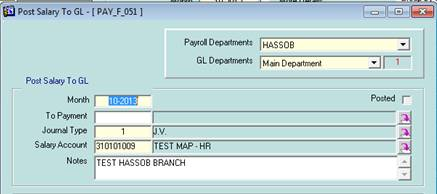 Post Salary To GL - [ PAY_F_051 ]
Payroll Departments HASSOB
GL Departments Main Department 1
Post Salary To GL
Month 10-2013 Posted
To Payment
Journal Type 1 J.V.
Salary Account 310101009 TEST MAP - HR
Notes TEST HASSOB BRANCH